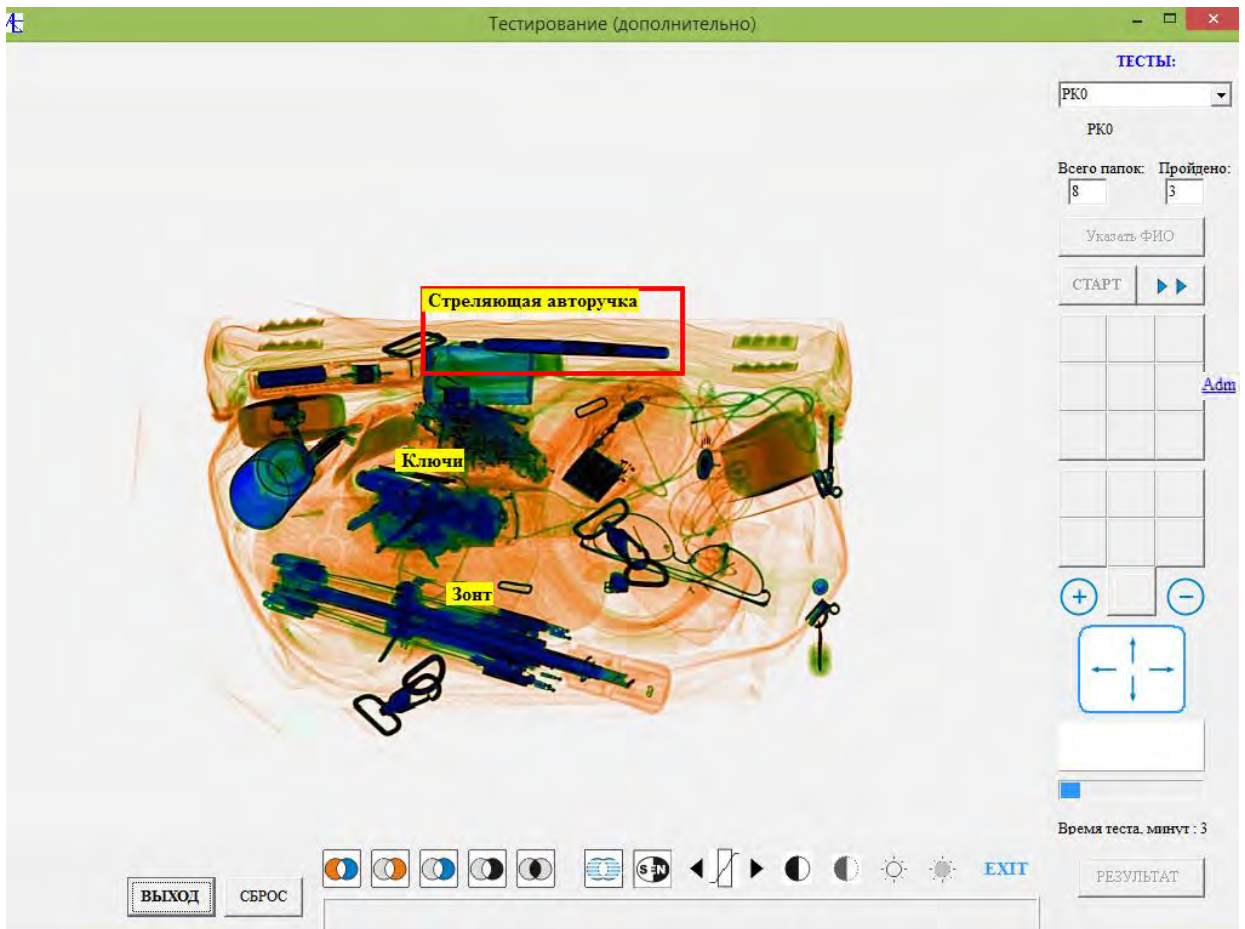 Тестирование (дополнительно)
ТЕСТЫ:
РК0
РК0
Всего папок: Пройдено:
8 3
Указать ФИО
СТАРТ
Adm
Стреляющая авторучка
Ключи
Зонт
Время теста, минут : 3
РЕЗУЛЬТАТ
SEN
EXIT
ВЫХОД СБРОС